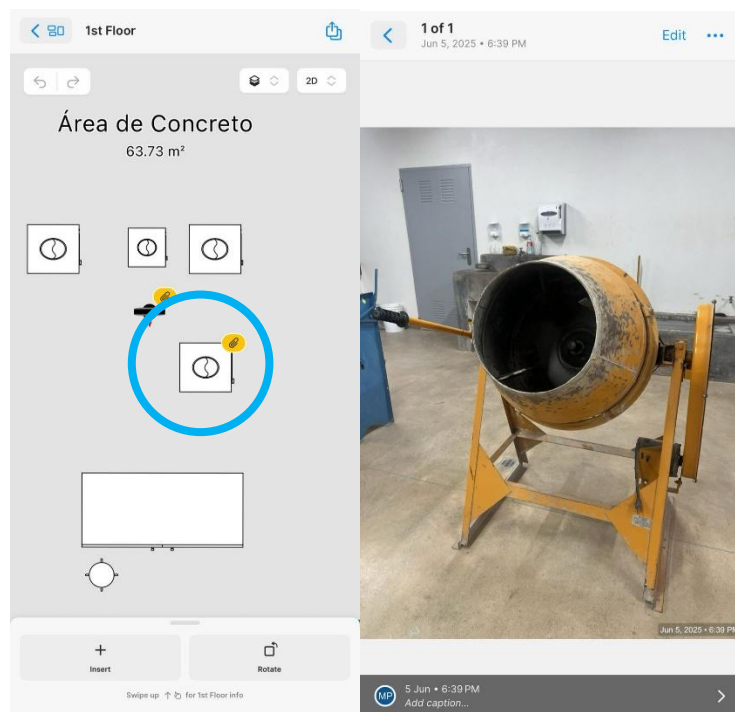 1st Floor
2D
Área de Concreto
63.73 m²
Insert
Rotate
Swipe up for 1st Floor info
1 of 1
Jun 5, 2025 • 6:39 PM
Edit
Jun 5, 2025 • 6:39 PM
MP
5 Jun • 6:39 PM
Add caption...